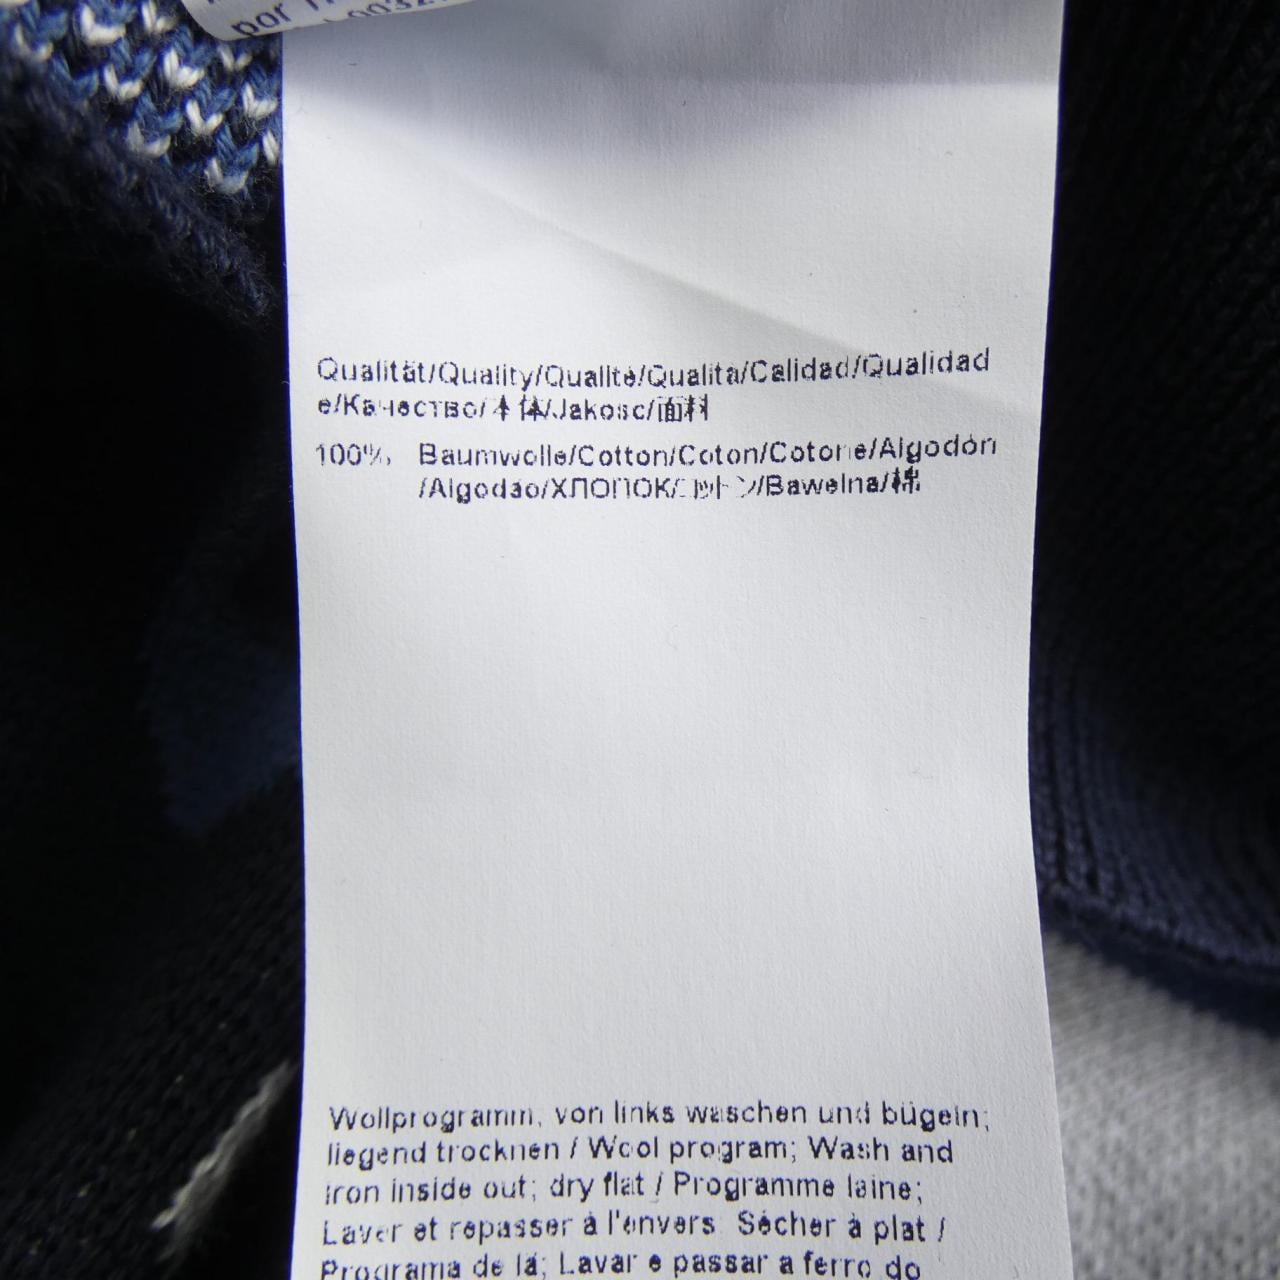 por
Qualität/Quality/Qualité/Qualita/Calidad/Qualidad
e/Качество/本体/Jakosc/面料
100% Baumwolle/Cotton/Coton/Cotone/Algodón
/Algodão/ХЛОПОК/コットン/Bawelna/棉
Wollprogramm, von links waschen und bügeln;
liegend trocknen / Wool program; Wash and
iron inside out; dry flat / Programme laine;
Laver et repasser à l'envers Sécher à plat /
Programa de lã; Lavar e passar a ferro do